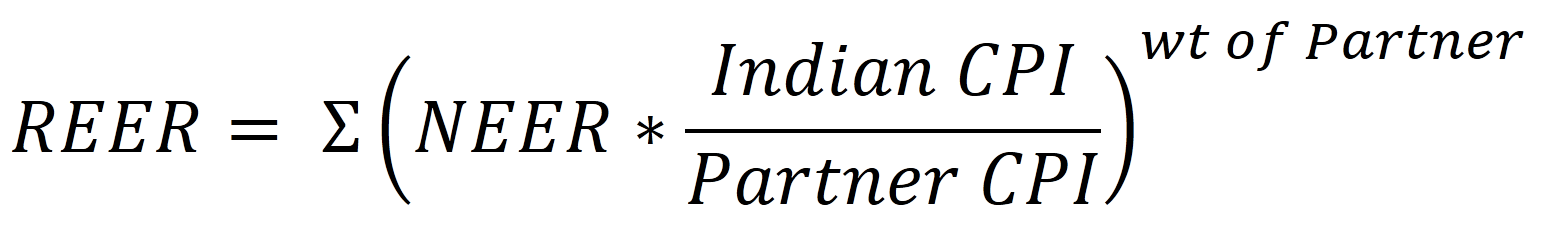 REER = Σ(NEER * Indian CPI / Partner CPI)^wt of Partner